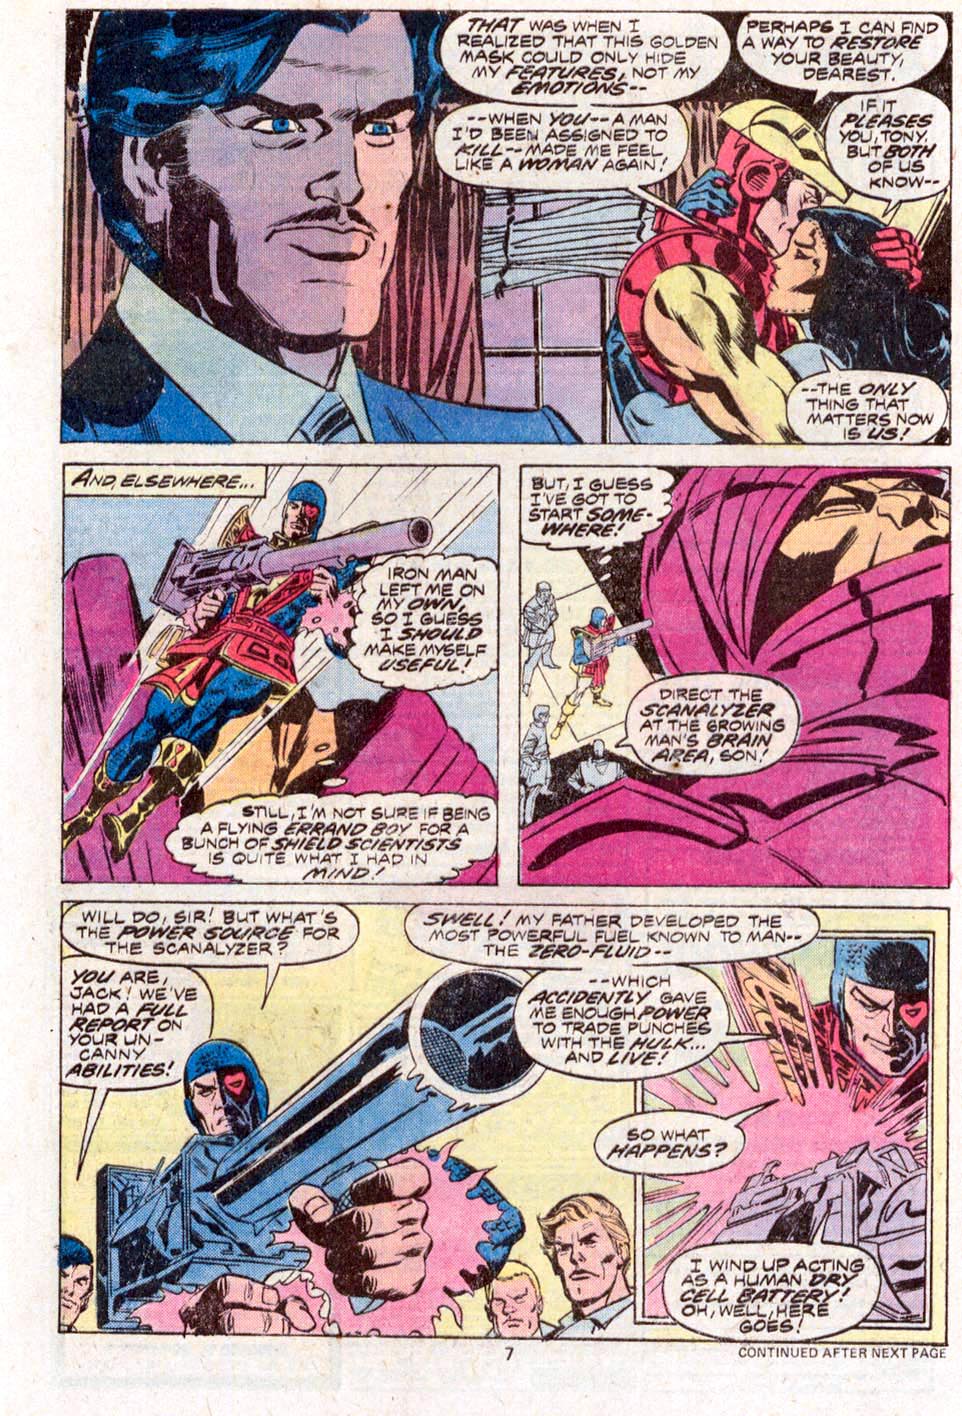 THAT WAS WHEN I
REALIZED THAT THIS GOLDEN
MASK COULD ONLY HIDE
MY FEATURES, NOT MY
EMOTIONS--
--WHEN YOU-- A MAN
I'D BEEN ASSIGNED TO
KILL-- MADE ME FEEL
LIKE A WOMAN AGAIN!
PERHAPS I CAN FIND
A WAY TO RESTORE
YOUR BEAUTY,
DEAREST.
IF IT
PLEASES
YOU, TONY.
BUT BOTH
OF US
KNOW--
--THE ONLY
THING THAT
MATTERS NOW
IS US!
AND, ELSEWHERE...
IRON MAN
LEFT ME ON
MY OWN,
SO I GUESS
I SHOULD
MAKE MYSELF
USEFUL!
STILL, I'M NOT SURE IF BEING
A FLYING ERRAND BOY FOR A
BUNCH OF SHIELD SCIENTISTS
IS QUITE WHAT I HAD IN
MIND!
BUT, I GUESS
I'VE GOT TO
START SOME-
WHERE!
DIRECT THE
SCANALYZER
AT THE GROWING
MAN'S BRAIN
AREA, SON!
WILL DO, SIR! BUT WHAT'S
THE POWER SOURCE FOR
THE SCANALYZER?
YOU ARE,
JACK! WE'VE
HAD A FULL
REPORT ON
YOUR UN-
CANNY
ABILITIES!
SWELL! MY FATHER DEVELOPED THE
MOST POWERFUL FUEL KNOWN TO MAN--
THE ZERO-FLUID--
--WHICH
ACCIDENTLY GAVE
ME ENOUGH POWER
TO TRADE PUNCHES
WITH THE HULK...
AND LIVE!
SO WHAT
HAPPENS?
I WIND UP ACTING
AS A HUMAN DRY
CELL BATTERY!
OH, WELL, HERE
GOES!
7
CONTINUED AFTER NEXT PAGE